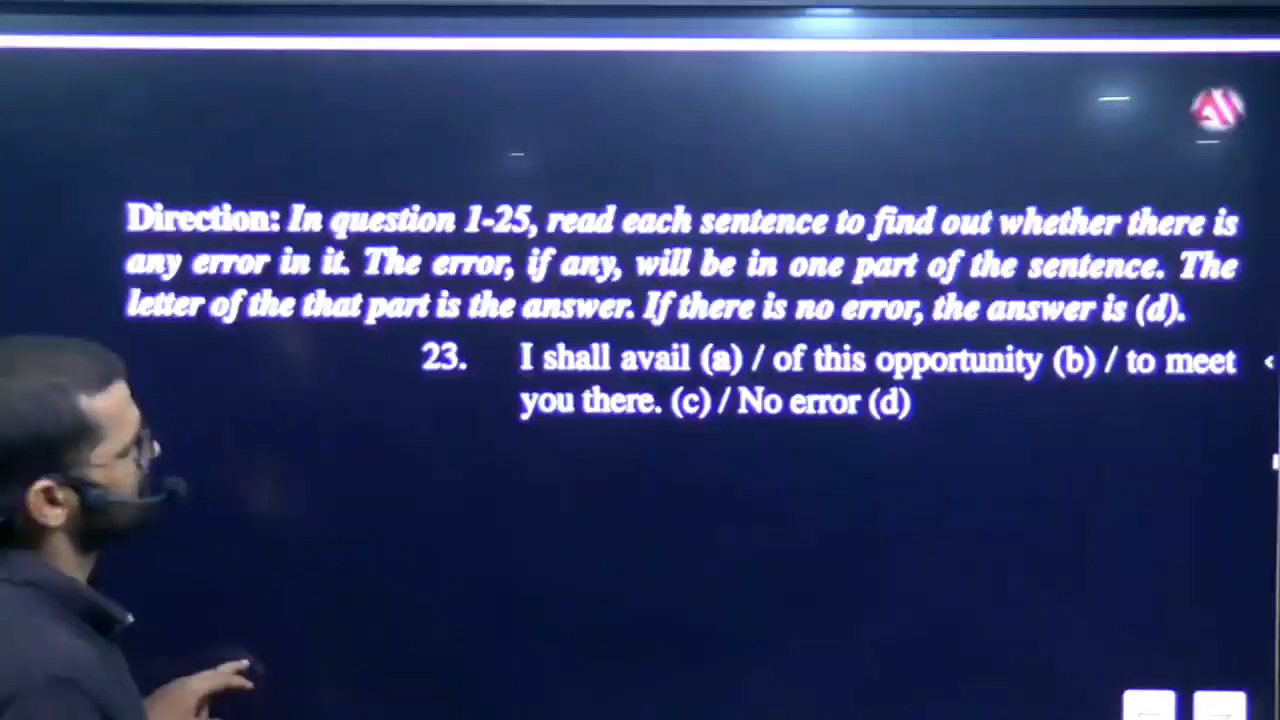 Direction: In question 1-25, read each sentence to find out whether there is
any error in it. The error, if any, will be in one part of the sentence. The
letter of the that part is the answer. If there is no error, the answer is (d).
23. I shall avail (a) / of this opportunity (b) / to meet
you there. (c) / No error (d)